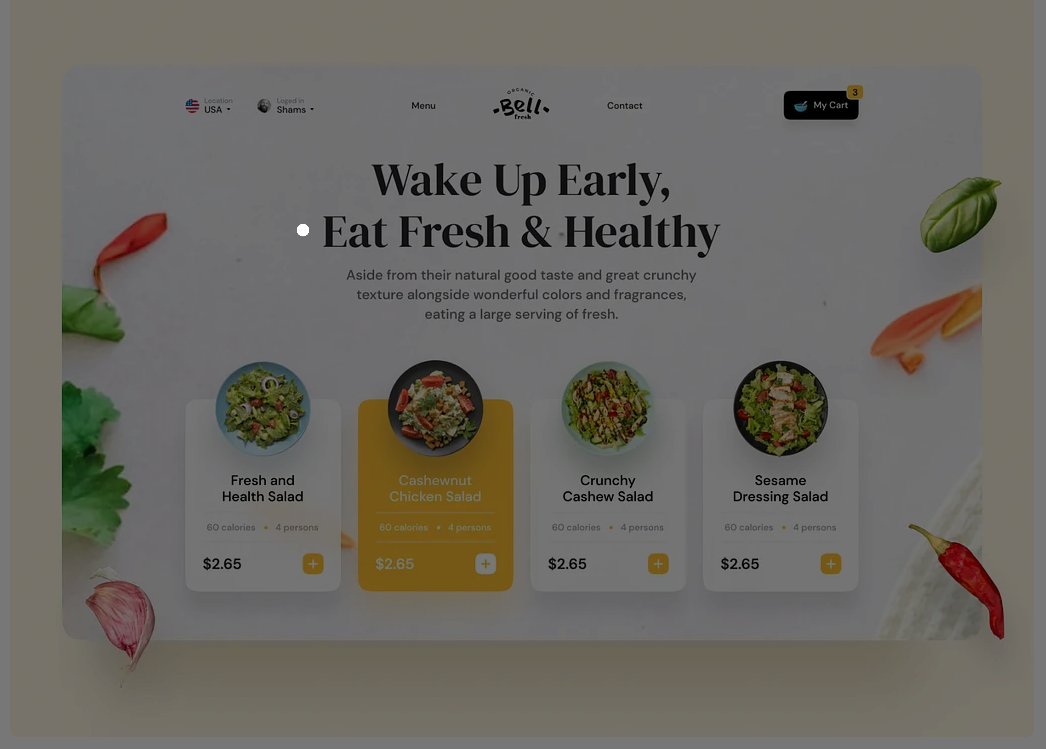 Location
USA
Loged in
Shams
Menu
ORGANIC
Bell
fresh
Contact
My Cart
3
Wake Up Early,
Eat Fresh & Healthy
Aside from their natural good taste and great crunchy
texture alongside wonderful colors and fragrances,
eating a large serving of fresh.
Fresh and
Health Salad
60 calories • 4 persons
$2.65
+
Cashewnut
Chicken Salad
60 calories • 4 persons
$2.65
+
Crunchy
Cashew Salad
60 calories • 4 persons
$2.65
+
Sesame
Dressing Salad
60 calories • 4 persons
$2.65
+